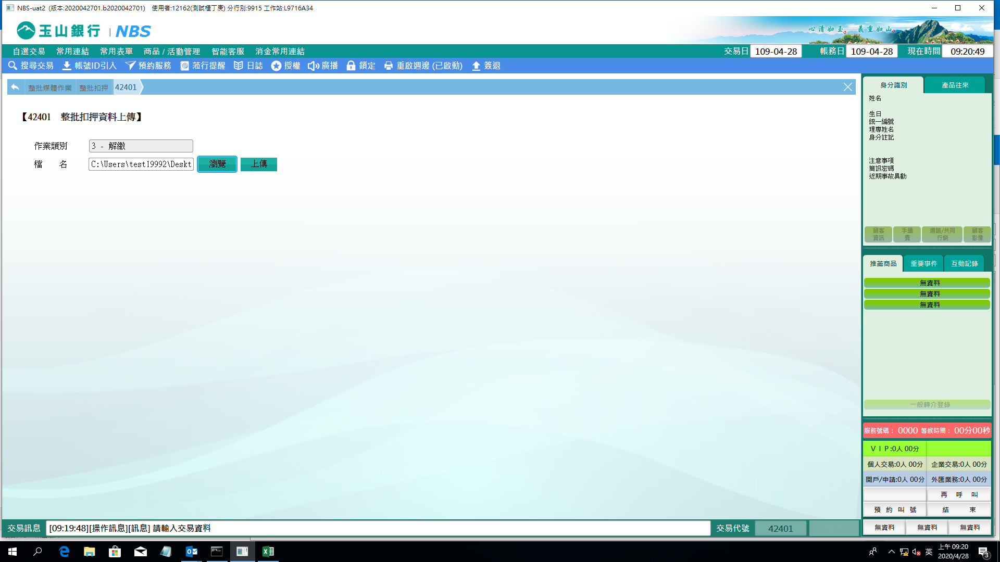 NBS-uat2 (版本:2020042701.b2020042701) 使用者:12162(測試櫃丁庚) 分行別:9915 工作站:L9716A34
玉山銀行 | NBS
心清如玉 義重如山
自選交易 常用連結 常用表單 商品 / 活動管理 智能客服 消金常用連結
交易日 109-04-28 帳務日 109-04-28 現在時間 09:20:49
搜尋交易 帳號ID引入 預約服務 蒞行提醒 日誌 授權 廣播 鎖定 重啟週邊 (已啟動) 簽退
整批媒體作業 整批扣押 42401
【42401 整批扣押資料上傳】
作業類別 3 - 解繳
檔 名 C:\Users\test19992\Deskt 瀏覽 上傳
身分識別 產品往來
姓名
生日
統一編號
理專姓名
身分註記
注意事項
簡訊密碼
近期事故異動
顧客資訊 手續費 通路/共同行銷 顧客影像
推薦商品 重要事件 互動記錄
無資料
無資料
無資料
一般轉介登錄
服務號碼： 0000 等候時間： 00分00秒
ＶＩＰ:0人 00分
個人交易:0人 00分 企業交易:0人 00分
開戶/申請:0人 00分 外匯業務:0人 00分
再 呼 叫
預 約 叫 號 結 束
無資料 無資料 無資料
交易訊息 [09:19:48][操作訊息][訊息] 請輸入交易資料 交易代號 42401
英 上午 09:20
2020/4/28 3